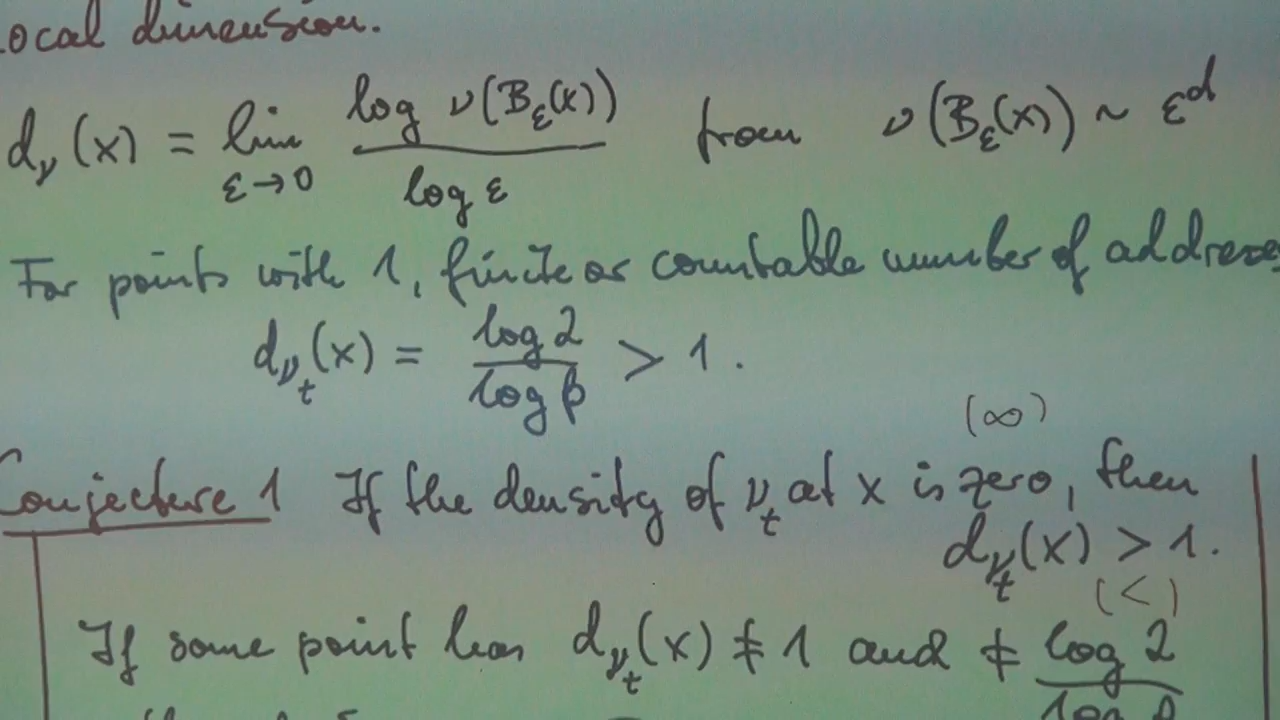 ocal dimension.
d_ν(x) = lim_{ε→0} log ν(B_ε(x)) / log ε from ν(B_ε(x)) ~ ε^d
For points with 1, finite or countable number of addresses
d_{ν_t}(x) = log 2 / log β > 1.
(∞)
Conjecture 1 If the density of ν_t at x is zero, then
d_{ν_t}(x) > 1.
(<)
If some point has d_{ν_t}(x) ≠ 1 and ≠ log 2 / log β